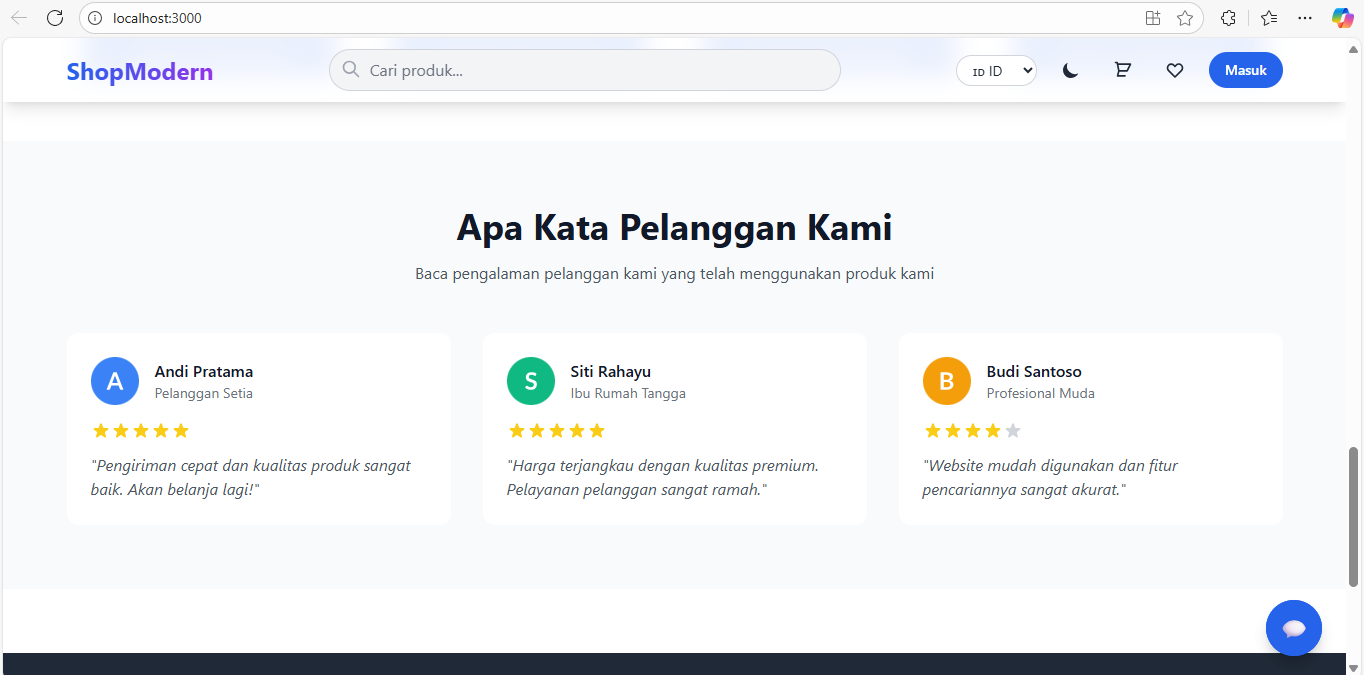 localhost:3000
ShopModern
Cari produk...
ID ID
Masuk
Apa Kata Pelanggan Kami
Baca pengalaman pelanggan kami yang telah menggunakan produk kami
A
Andi Pratama
Pelanggan Setia
"Pengiriman cepat dan kualitas produk sangat
baik. Akan belanja lagi!"
S
Siti Rahayu
Ibu Rumah Tangga
"Harga terjangkau dengan kualitas premium.
Pelayanan pelanggan sangat ramah."
B
Budi Santoso
Profesional Muda
"Website mudah digunakan dan fitur
pencariannya sangat akurat."